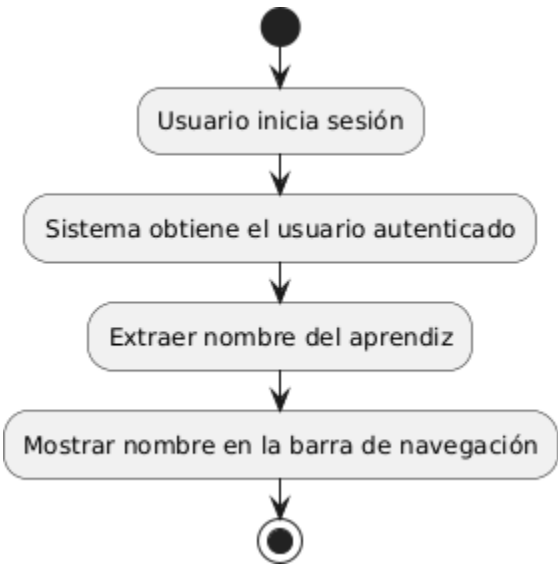 Usuario inicia sesión
Sistema obtiene el usuario autenticado
Extraer nombre del aprendiz
Mostrar nombre en la barra de navegación